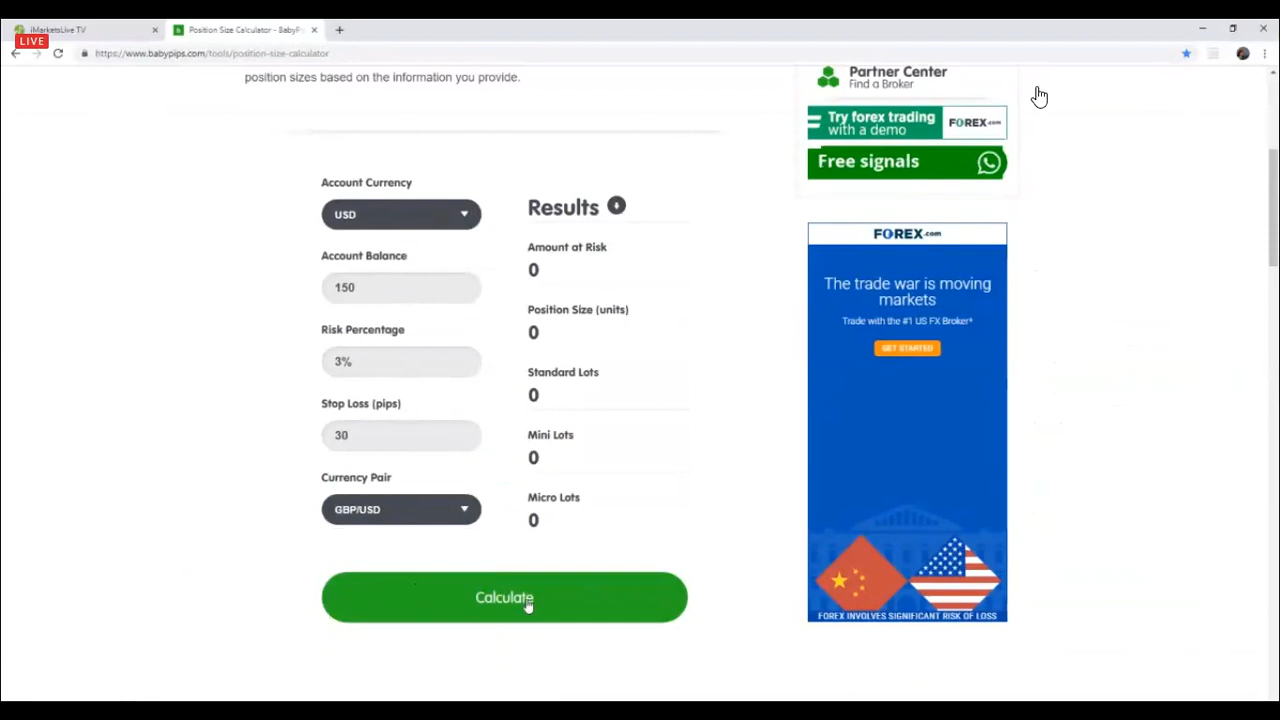 iMarketsLive TV
Position Size Calculator - BabyP
LIVE
https://www.babypips.com/tools/position-size-calculator
position sizes based on the information you provide.
Account Currency
USD
Account Balance
150
Risk Percentage
3%
Stop Loss (pips)
30
Currency Pair
GBP/USD
Results
Amount at Risk
0
Position Size (units)
0
Standard Lots
0
Mini Lots
0
Micro Lots
0
Calculate
Partner Center
Find a Broker
Try forex trading
with a demo
FOREX.com
Free signals
FOREX.com
The trade war is moving
markets
Trade with the #1 US FX Broker*
GET STARTED
FOREX INVOLVES SIGNIFICANT RISK OF LOSS